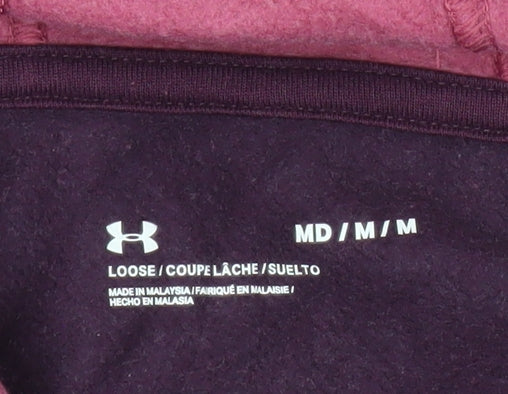 MD / M / M
LOOSE / COUPE LÂCHE / SUELTO
MADE IN MALAYSIA / FABRIQUÉ EN MALAISIE /
HECHO EN MALASIA